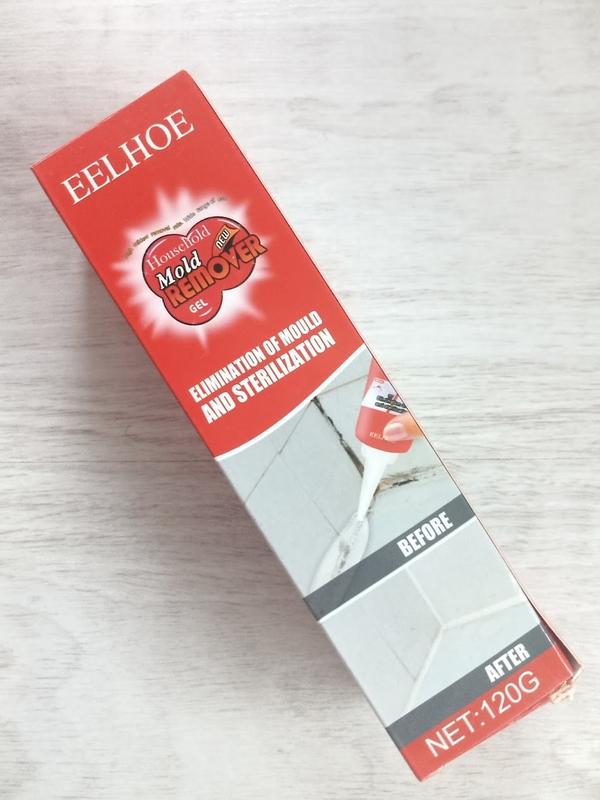 EELHOE
Household
Mold
NEW
REMOVER
GEL
ELIMINATION OF MOULD
AND STERILIZATION
BEFORE
AFTER
NET:120G